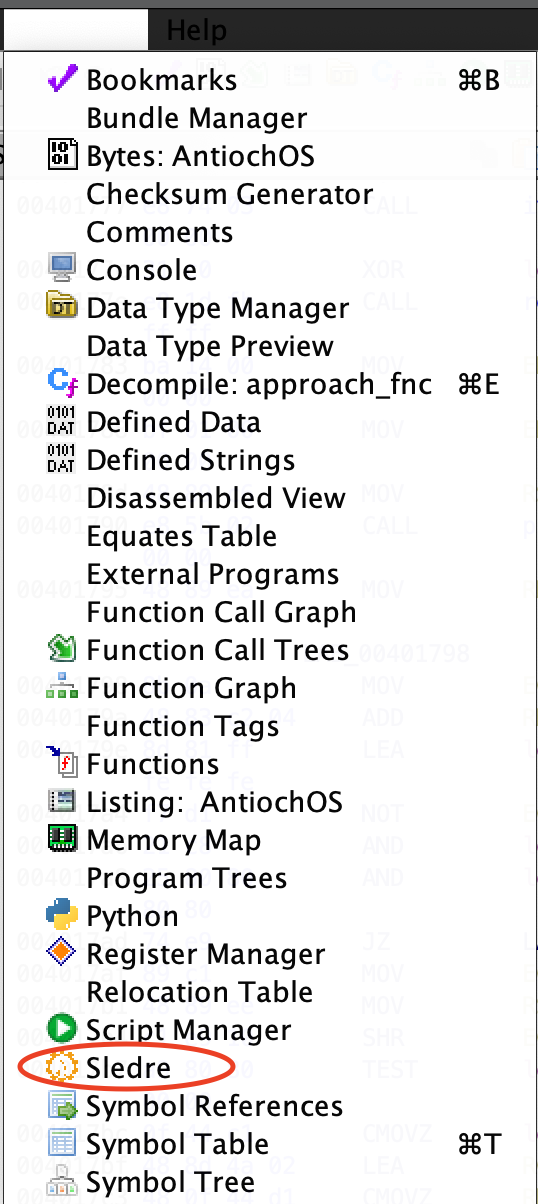 Help
Bookmarks ⌘B
Bundle Manager
Bytes: AntiochOS
Checksum Generator
Comments
Console
Data Type Manager
Data Type Preview
Decompile: approach_fnc ⌘E
Defined Data
Defined Strings
Disassembled View
Equates Table
External Programs
Function Call Graph
Function Call Trees
Function Graph
Function Tags
Functions
Listing:  AntiochOS
Memory Map
Program Trees
Python
Register Manager
Relocation Table
Script Manager
Sledre
Symbol References
Symbol Table ⌘T
Symbol Tree